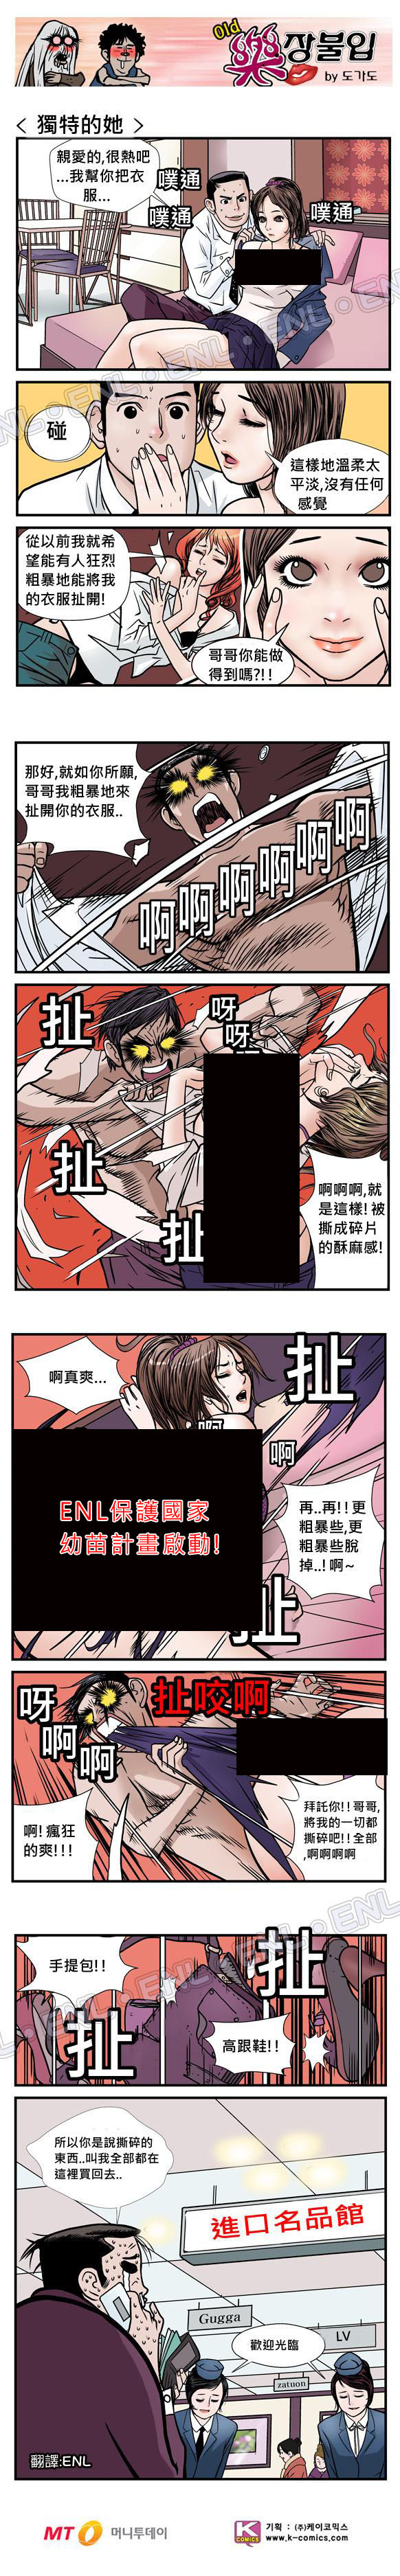 Old
樂장불입
by 도가도
< 獨特的她 >
親愛的,很熱吧
...我幫你把衣
服...
噗通
噗通
噗通
ENL
碰
這樣地溫柔太
平淡,沒有任何
感覺
從以前我就希
望能有人狂烈
粗暴地能將我
的衣服扯開!
哥哥你能做
得到嗎?!!
那好,就如你所願,
哥哥我粗暴地來
扯開你的衣服..
啊啊啊啊啊啊
扯
呀
呀
扯
扯
啊啊啊,就
是這樣!被
撕成碎片
的酥麻感!
啊真爽...
扯
啊
啊
ENL保護國家
幼苗計畫啟動!
再..再!!更
粗暴些,更
粗暴些脫
掉..!啊~
扯
呀
啊
啊
扯咬啊
啊!瘋狂
的爽!!!
拜託你!!哥哥,
將我的一切都
撕碎吧!!全部
,啊啊啊啊
手提包!!
扯
扯
高跟鞋!!
所以你是說撕碎的
東西..叫我全部都在
這裡買回去..
進口名品館
Gugga
歡迎光臨
LV
zatuon
翻譯:ENL
MT 머니투데이
K COMICS
기획 : (주)케이코믹스
www.k-comics.com